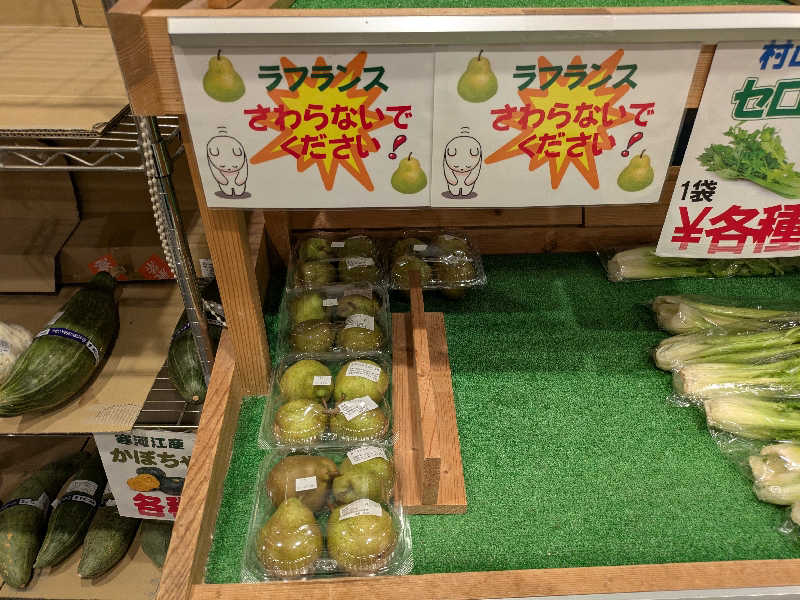 ラフランス
さわらないで
ください!
ラフランス
さわらないで
ください!
村山
セロ
1袋
¥各種
寒河江産
かぼちゃ
各種